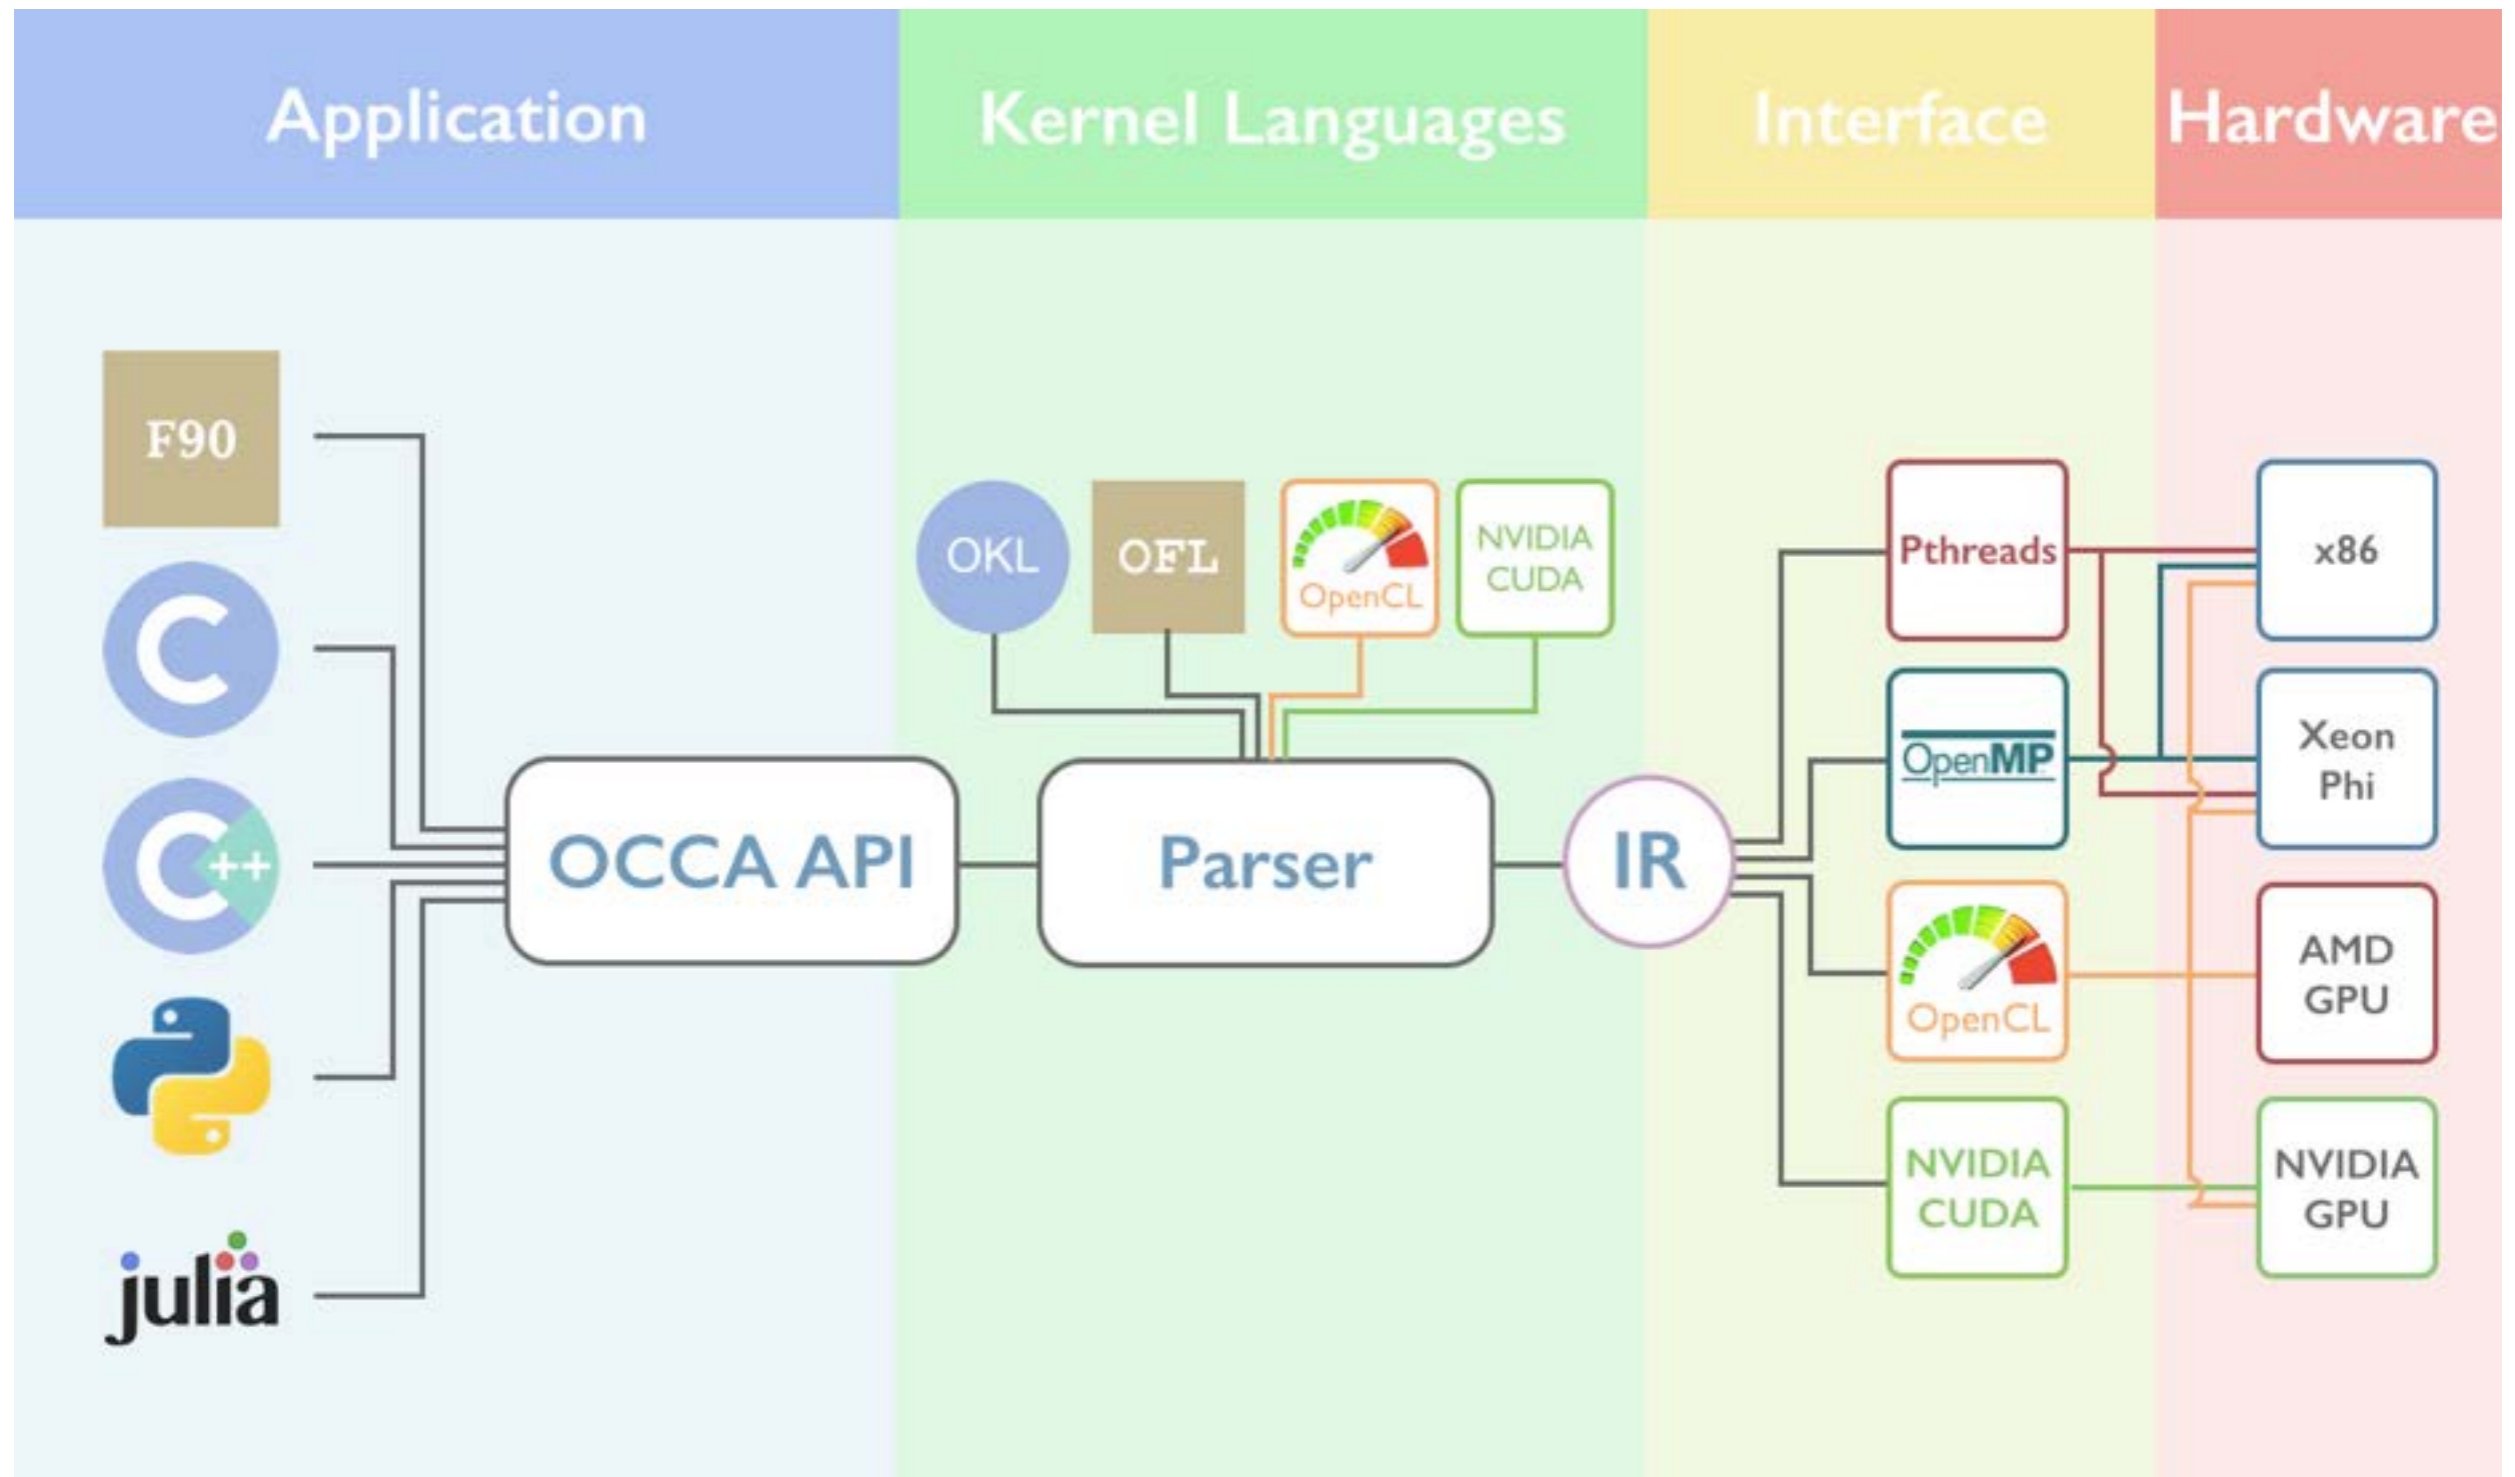 Application
Kernel Languages
Interface
Hardware
F90
C
C++
julia
OCCA API
OKL
OFL
OpenCL
NVIDIA
CUDA
Parser
IR
Pthreads
OpenMP
OpenCL
NVIDIA
CUDA
x86
Xeon
Phi
AMD
GPU
NVIDIA
GPU